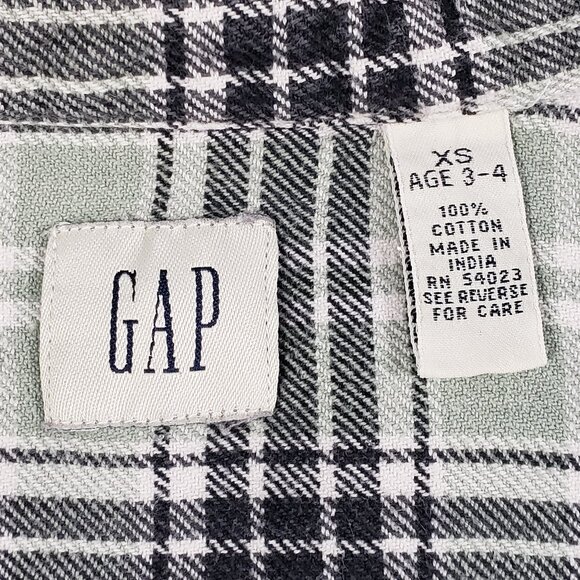 GAP
XS
AGE 3-4
100%
COTTON
MADE IN
INDIA
RN 54023
SEE REVERSE
FOR CARE